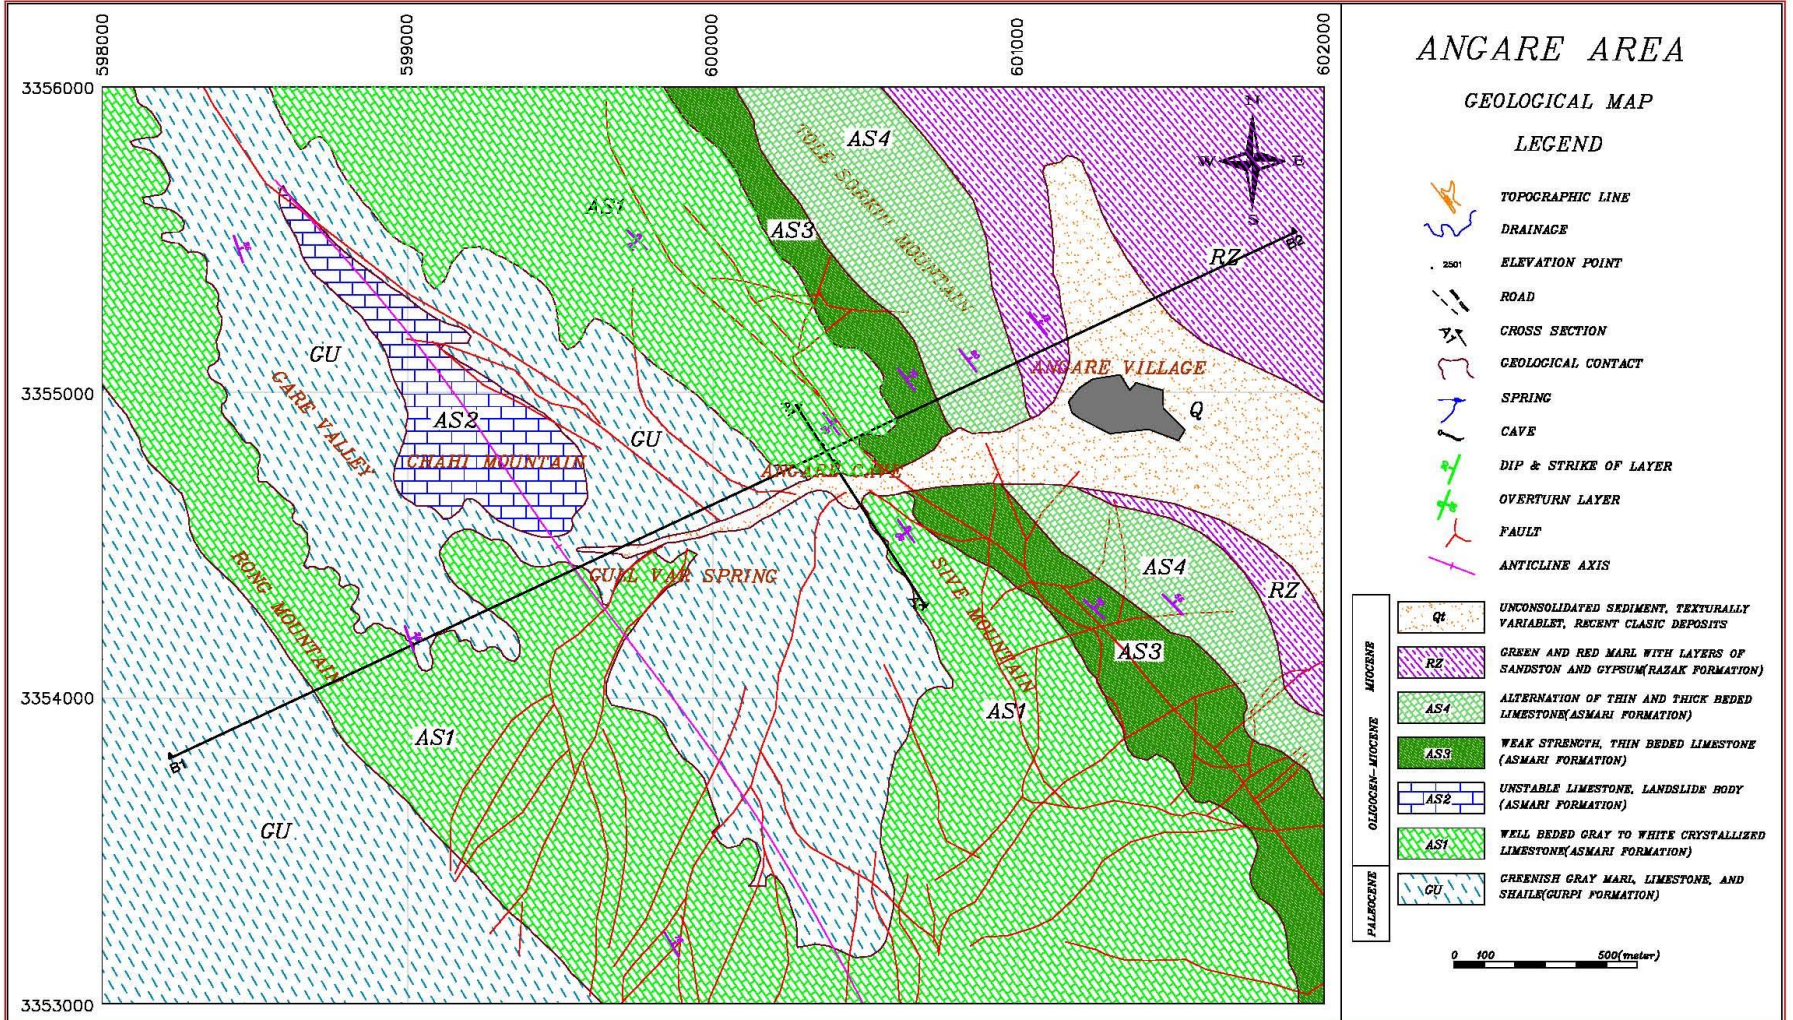 598000
599000
600000
601000
602000
3356000
3355000
3354000
3353000
N
W E
S
AS4
TOLE SORKHI MOUNTAIN
AS1
AS3
RZ
GU
GARE VALLEY
AS2
CHAHI MOUNTAIN
GU
ANGARE VILLAGE
Q
ANGARE CAVE
GULL VAR SPRING
RONG MOUNTAIN
SIVE MOUNTAIN
AS4
RZ
AS3
AS1
AS1
GU
ANGARE AREA
GEOLOGICAL MAP
LEGEND
TOPOGRAPHIC LINE
DRAINAGE
2501 ELEVATION POINT
ROAD
A1 CROSS SECTION
GEOLOGICAL CONTACT
SPRING
CAVE
DIP & STRIKE OF LAYER
OVERTURN LAYER
FAULT
ANTICLINE AXIS
MIOCENE
OLIGOCEN-MIOCENE
PALEOCENE
Qt
UNCONSOLIDATED SEDIMENT, TEXTURALLY
VARIABLET, RECENT CLASIC DEPOSITS
RZ
GREEN AND RED MARL WITH LAYERS OF
SANDSTON AND GYPSUM(RAZAK FORMATION)
AS4
ALTERNATION OF THIN AND THICK BEDED
LIMESTONE(ASMARI FORMATION)
AS3
WEAK STRENGTH, THIN BEDED LIMESTONE
(ASMARI FORMATION)
AS2
UNSTABLE LIMESTONE, LANDSLIDE BODY
(ASMARI FORMATION)
AS1
WELL BEDED GRAY TO WHITE CRYSTALLIZED
LIMESTONE(ASMARI FORMATION)
GU
GREENISH GRAY MARL, LIMESTONE, AND
SHAILE(GURPI FORMATION)
0 100 500(meter)